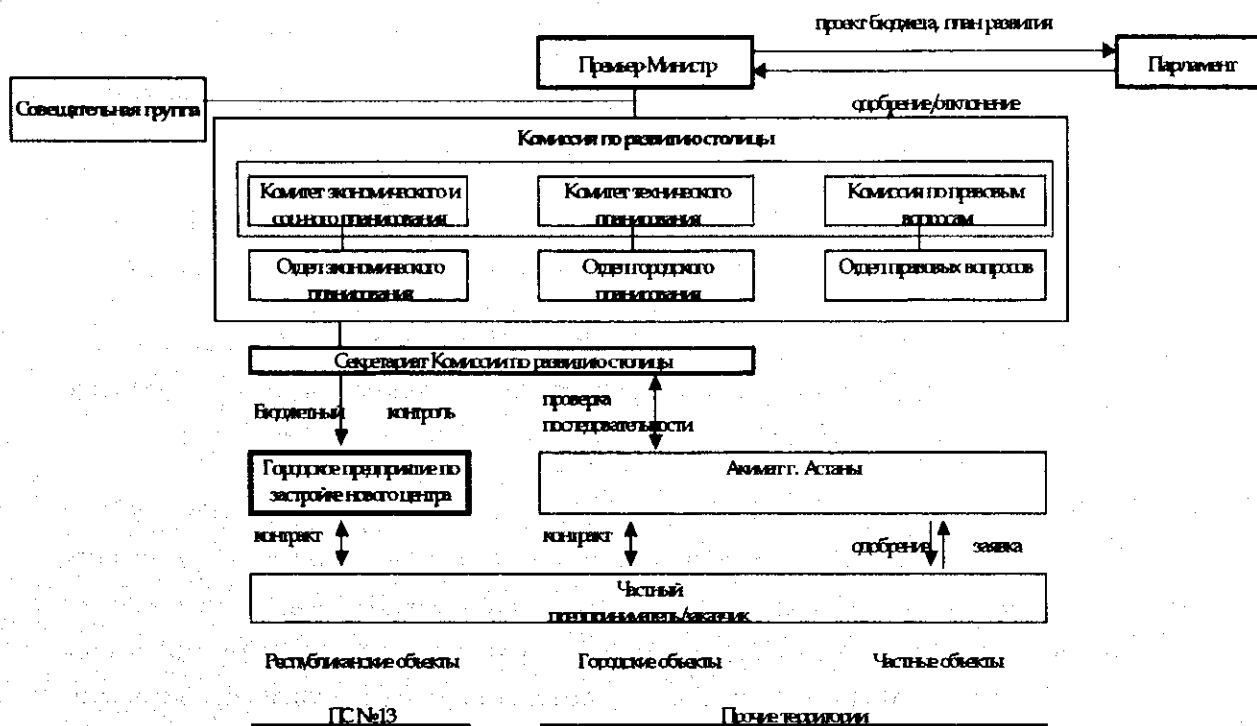 проект бюджета, план развития
Премьер-Министр
Парламент
Совещательная группа
одобрение/отклонение
Комиссия по развитию столицы
Комитет экономического и
соц-ного планирования
Комитет технического
планирования
Комиссия по правовым
вопросам
Отдел экономического
планирования
Отдел городского
планирования
Отдел правовых вопросов
Секретариат Комиссии по развитию столицы
Бюджетный контроль
проверка
последовательности
Городское предприятие по
застройке нового центра
Акимат г. Астаны
контракт
контракт
одобрение
заявка
Частный
предприниматель/заказчик
Республиканские объекты
Городские объекты
Частные объекты
ПС №13
Прочие территории